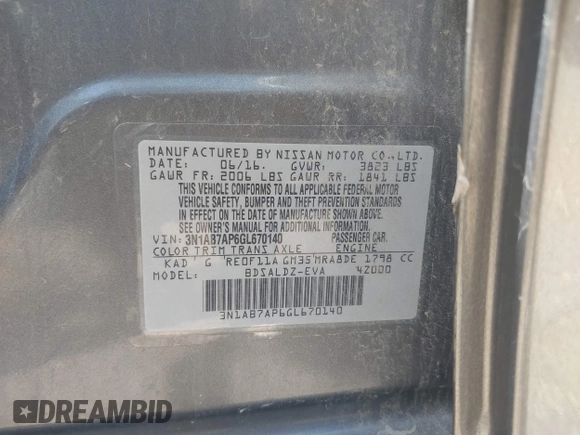 MANUFACTURED BY NISSAN MOTOR CO.,LTD.
DATE: 06/16. GVWR: 3823 LBS
GAWR FR: 2006 LBS GAWR RR: 1841 LBS
THIS VEHICLE CONFORMS TO ALL APPLICABLE FEDERAL MOTOR
VEHICLE SAFETY, BUMPER AND THEFT PREVENTION STANDARDS
IN EFFECT ON THE DATE OF MANUFACTURE SHOWN ABOVE.
SEE OWNER'S MANUAL FOR ADDITIONAL INFORMATION.
VIN: 3N1AB7AP6GL670140 PASSENGER CAR.
COLOR TRIM TRANS AXLE ENGINE
KAD G RE0F11A GM35 MRA8DE 1798 CC
MODEL: BDSALDZ-EVA 4Z000
3N1AB7AP6GL670140
DREAMBID